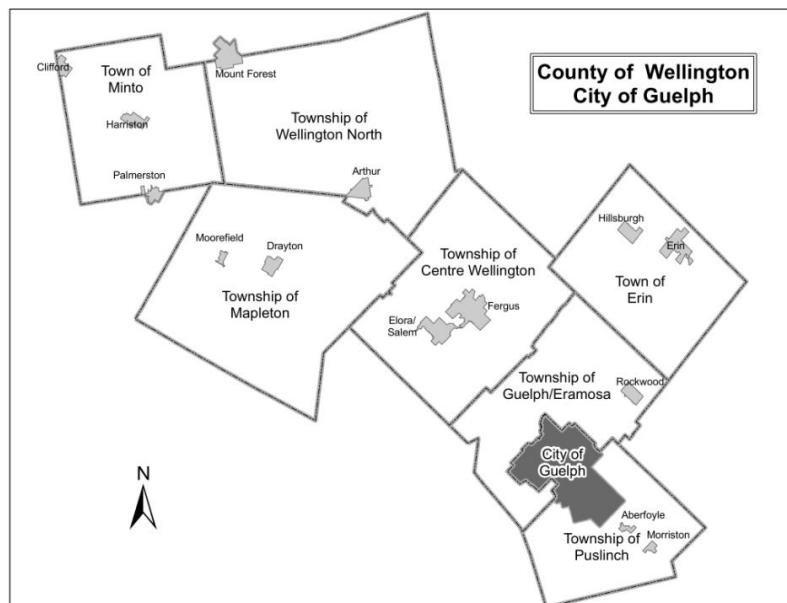 County of Wellington
City of Guelph
Clifford
Town of
Minto
Mount Forest
Harriston
Township of
Wellington North
Palmerston
Arthur
Hillsburgh
Erin
Moorefield
Drayton
Township of
Centre Wellington
Town of
Erin
Township of
Mapleton
Elora/
Salem
Fergus
Township of
Guelph/Eramosa
Rockwood
City of
Guelph
N
Aberfoyle
Morriston
Township of
Puslinch